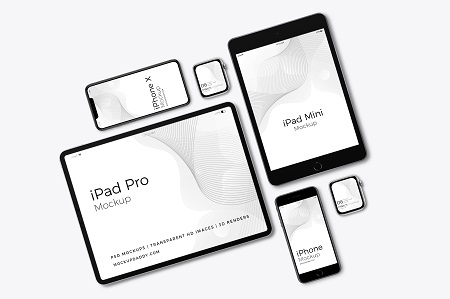 iPhone X
Mockup
iPad Mini
Mockup
iPad Pro
Mockup
PSD MOCKUPS | TRANSPARENT HD IMAGES | 3D RENDERS
MOCKUPDADDY.COM
iPhone
Mockup